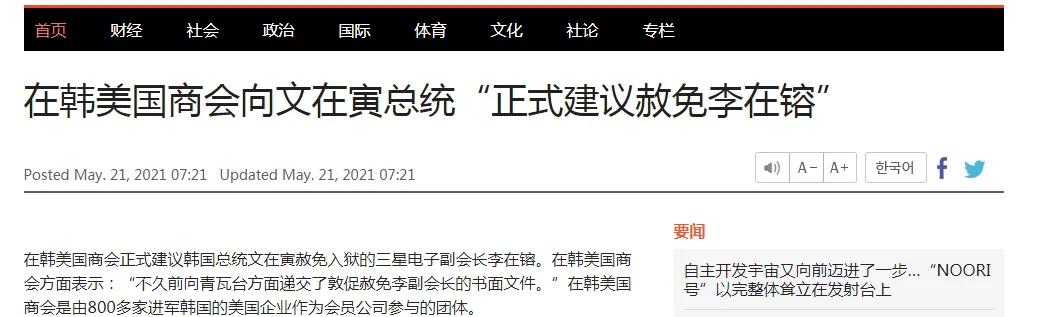 首页 财经 社会 政治 国际 体育 文化 社论 专栏
在韩美国商会向文在寅总统“正式建议赦免李在镕”
Posted May. 21, 2021 07:21 Updated May. 21, 2021 07:21
A- A+ 한국어
在韩美国商会正式建议韩国总统文在寅赦免入狱的三星电子副会长李在镕。在韩美国商
会方面表示：“不久前向青瓦台方面递交了敦促赦免李副会长的书面文件。”在韩美国
商会是由800多家进军韩国的美国企业作为会员公司参与的团体。
要闻
自主开发宇宙又向前迈进了一步…“NOORI
号”以完整体耸立在发射台上